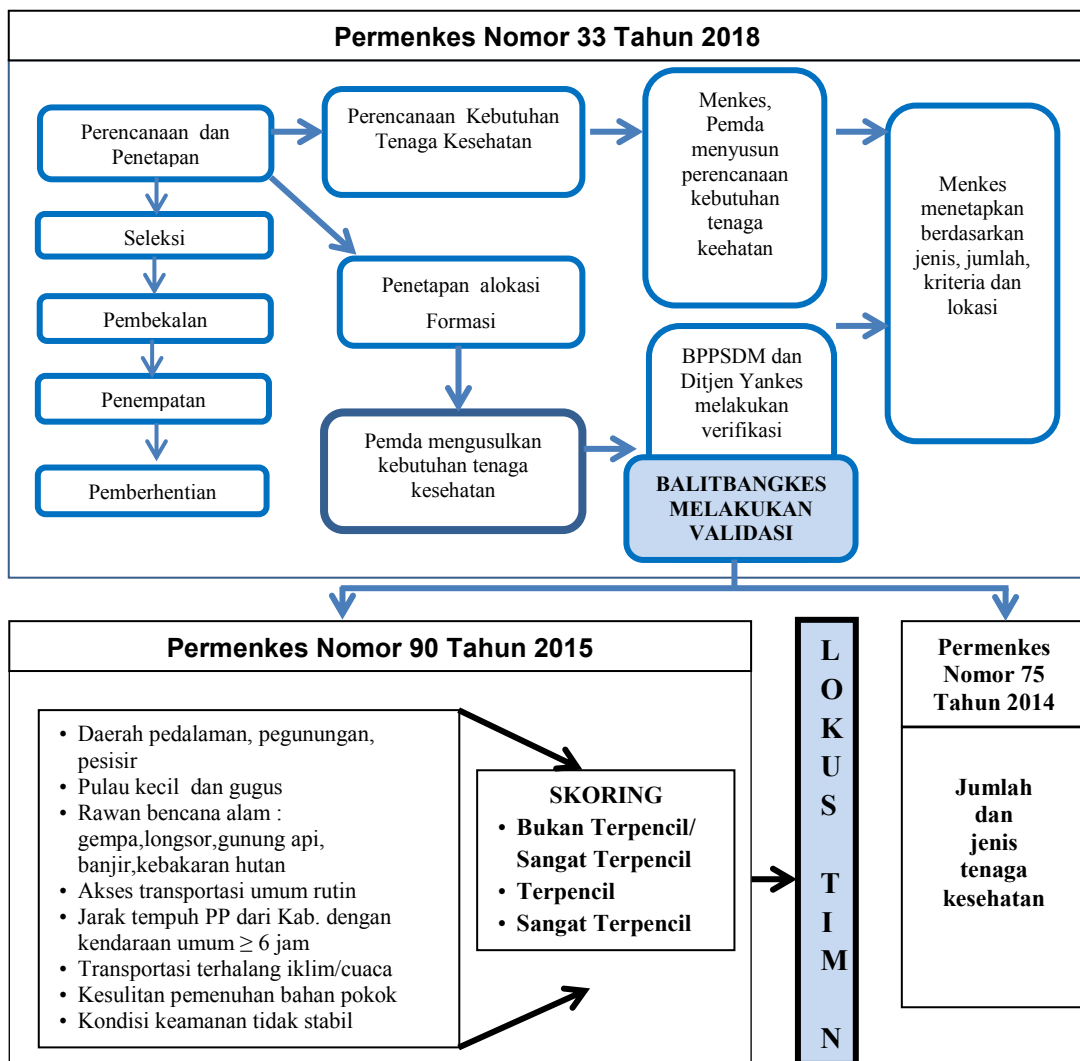 Permenkes Nomor 33 Tahun 2018
Perencanaan dan
Penetapan
Seleksi
Pembekalan
Penempatan
Pemberhentian
Perencanaan Kebutuhan
Tenaga Kesehatan
Penetapan alokasi
Formasi
Pemda mengusulkan
kebutuhan tenaga
kesehatan
Menkes,
Pemda
menyusun
perencanaan
kebutuhan
tenaga
keehatan
BPPSDM dan
Ditjen Yankes
melakukan
verifikasi
BALITBANGKES
MELAKUKAN
VALIDASI
Menkes
menetapkan
berdasarkan
jenis, jumlah,
kriteria dan
lokasi
Permenkes Nomor 90 Tahun 2015
• Daerah pedalaman, pegunungan,
pesisir
• Pulau kecil dan gugus
• Rawan bencana alam :
gempa,longsor,gunung api,
banjir,kebakaran hutan
• Akses transportasi umum rutin
• Jarak tempuh PP dari Kab. dengan
kendaraan umum ≥ 6 jam
• Transportasi terhalang iklim/cuaca
• Kesulitan pemenuhan bahan pokok
• Kondisi keamanan tidak stabil
SKORING
• Bukan Terpencil/
Sangat Terpencil
• Terpencil
• Sangat Terpencil
L
O
K
U
S
T
I
M
N
Permenkes
Nomor 75
Tahun 2014
Jumlah
dan
jenis
tenaga
kesehatan